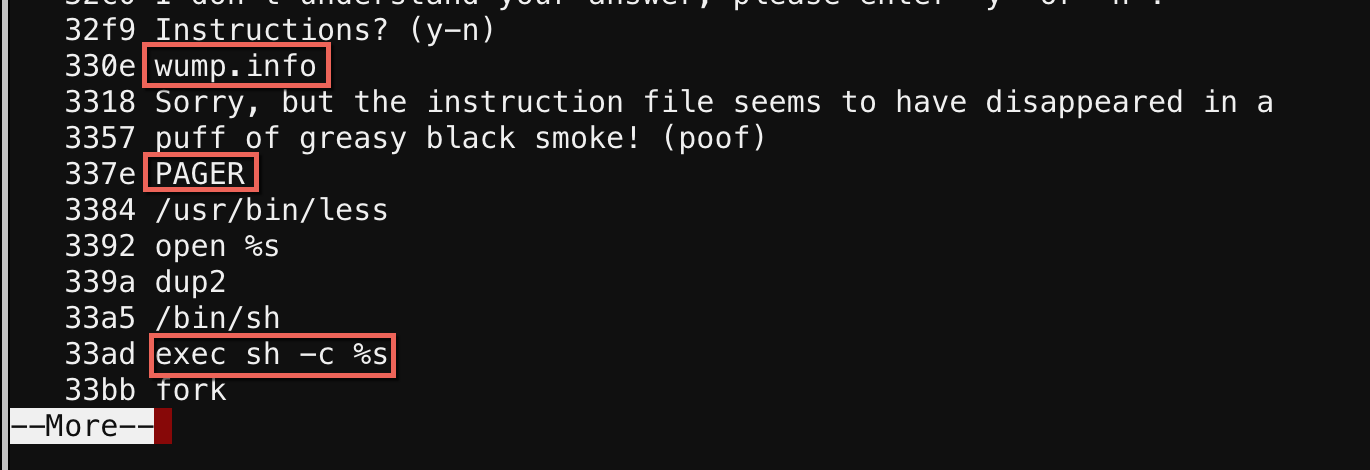 I don't understand your answer, please enter 'y' or 'n'.
32f9 Instructions? (y-n)
330e wump.info
3318 Sorry, but the instruction file seems to have disappeared in a
3357 puff of greasy black smoke! (poof)
337e PAGER
3384 /usr/bin/less
3392 open %s
339a dup2
33a5 /bin/sh
33ad exec sh -c %s
33bb fork
--More--